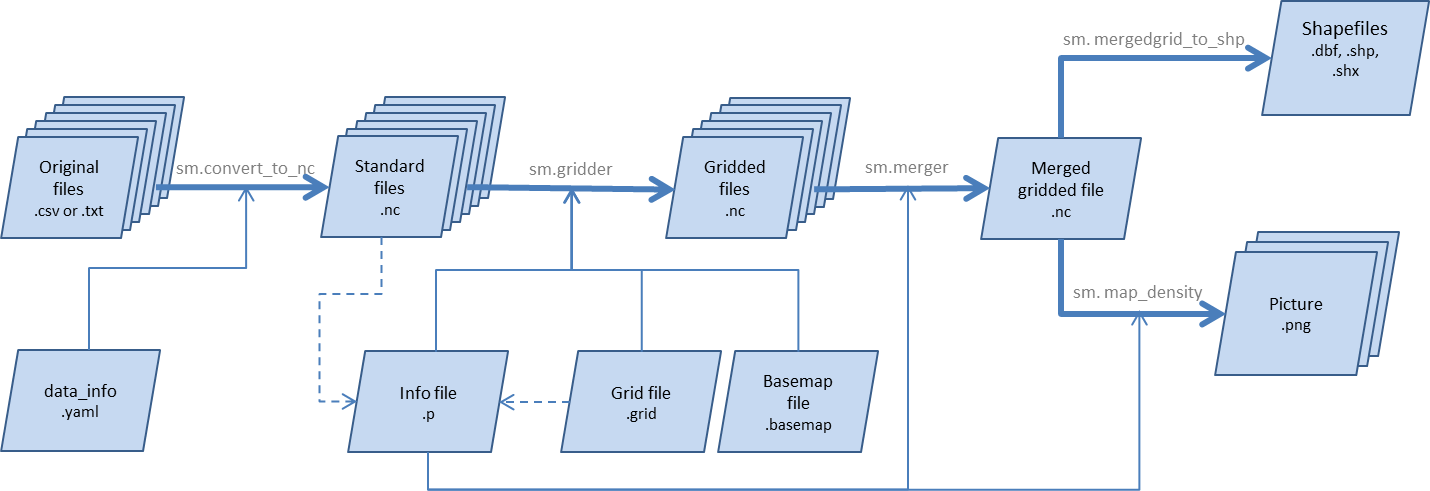 Shapefiles
.dbf, .shp,
.shx
sm. mergedgrid_to_shp
Original
files
.csv or .txt
sm.convert_to_nc
Standard
files
.nc
sm.gridder
Gridded
files
.nc
sm.merger
Merged
gridded file
.nc
sm. map_density
Picture
.png
data_info
.yaml
Info file
.p
Grid file
.grid
Basemap
file
.basemap